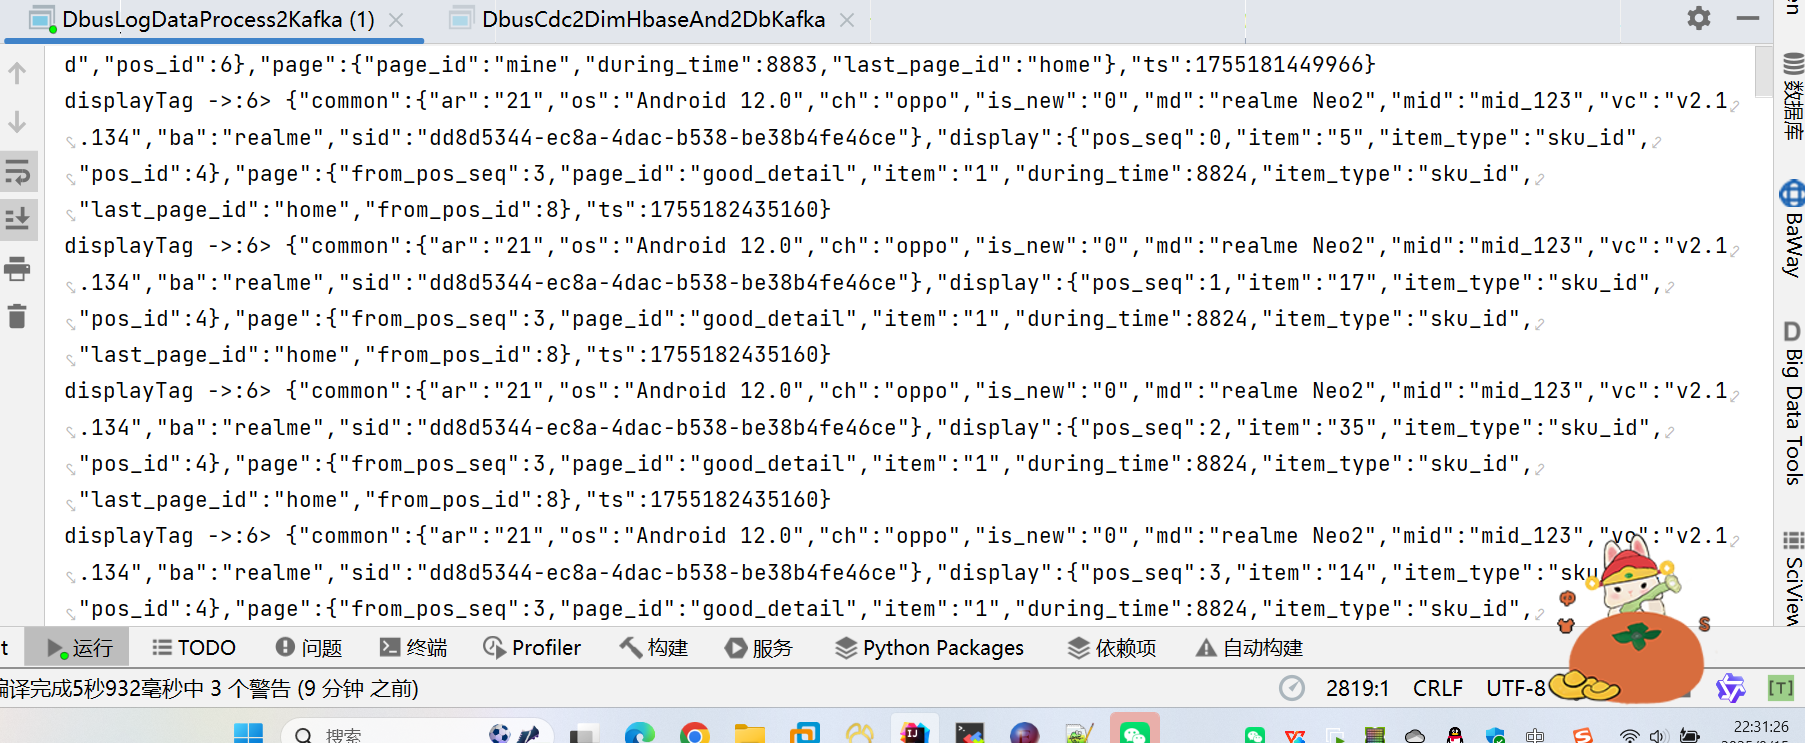 DbusLogDataProcess2Kafka (1)
DbusCdc2DimHbaseAnd2DbKafka
d","pos_id":6},"page":{"page_id":"mine","during_time":8883,"last_page_id":"home"},"ts":1755181449966}
displayTag ->:6> {"common":{"ar":"21","os":"Android 12.0","ch":"oppo","is_new":"0","md":"realme Neo2","mid":"mid_123","vc":"v2.1
.134","ba":"realme","sid":"dd8d5344-ec8a-4dac-b538-be38b4fe46ce"},"display":{"pos_seq":0,"item":"5","item_type":"sku_id",
"pos_id":4},"page":{"from_pos_seq":3,"page_id":"good_detail","item":"1","during_time":8824,"item_type":"sku_id",
"last_page_id":"home","from_pos_id":8},"ts":1755182435160}
displayTag ->:6> {"common":{"ar":"21","os":"Android 12.0","ch":"oppo","is_new":"0","md":"realme Neo2","mid":"mid_123","vc":"v2.1
.134","ba":"realme","sid":"dd8d5344-ec8a-4dac-b538-be38b4fe46ce"},"display":{"pos_seq":1,"item":"17","item_type":"sku_id",
"pos_id":4},"page":{"from_pos_seq":3,"page_id":"good_detail","item":"1","during_time":8824,"item_type":"sku_id",
"last_page_id":"home","from_pos_id":8},"ts":1755182435160}
displayTag ->:6> {"common":{"ar":"21","os":"Android 12.0","ch":"oppo","is_new":"0","md":"realme Neo2","mid":"mid_123","vc":"v2.1
.134","ba":"realme","sid":"dd8d5344-ec8a-4dac-b538-be38b4fe46ce"},"display":{"pos_seq":2,"item":"35","item_type":"sku_id",
"pos_id":4},"page":{"from_pos_seq":3,"page_id":"good_detail","item":"1","during_time":8824,"item_type":"sku_id",
"last_page_id":"home","from_pos_id":8},"ts":1755182435160}
displayTag ->:6> {"common":{"ar":"21","os":"Android 12.0","ch":"oppo","is_new":"0","md":"realme Neo2","mid":"mid_123","vc":"v2.1
.134","ba":"realme","sid":"dd8d5344-ec8a-4dac-b538-be38b4fe46ce"},"display":{"pos_seq":3,"item":"14","item_type":"sku
"pos_id":4},"page":{"from_pos_seq":3,"page_id":"good_detail","item":"1","during_time":8824,"item_type":"sku_id",
数据库
BaWay
D Big Data Tools
SciView
t 运行 TODO 问题 终端 Profiler 构建 服务 Python Packages 依赖项 自动构建
编译完成5秒932毫秒中 3 个警告 (9 分钟 之前)
2819:1 CRLF UTF-8
[T]
搜索
中
22:31:26